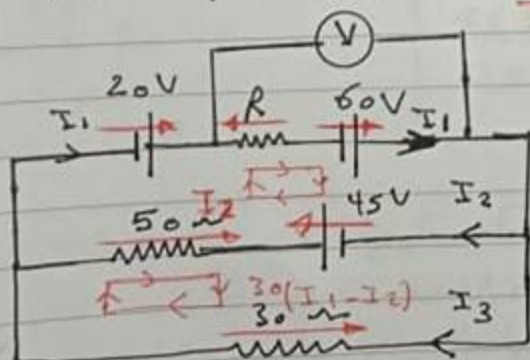 V
20V R 60V
I₁ I₁
I₂ 45V I₂
50 Ω
30(I₁-I₂)
30 Ω I₃